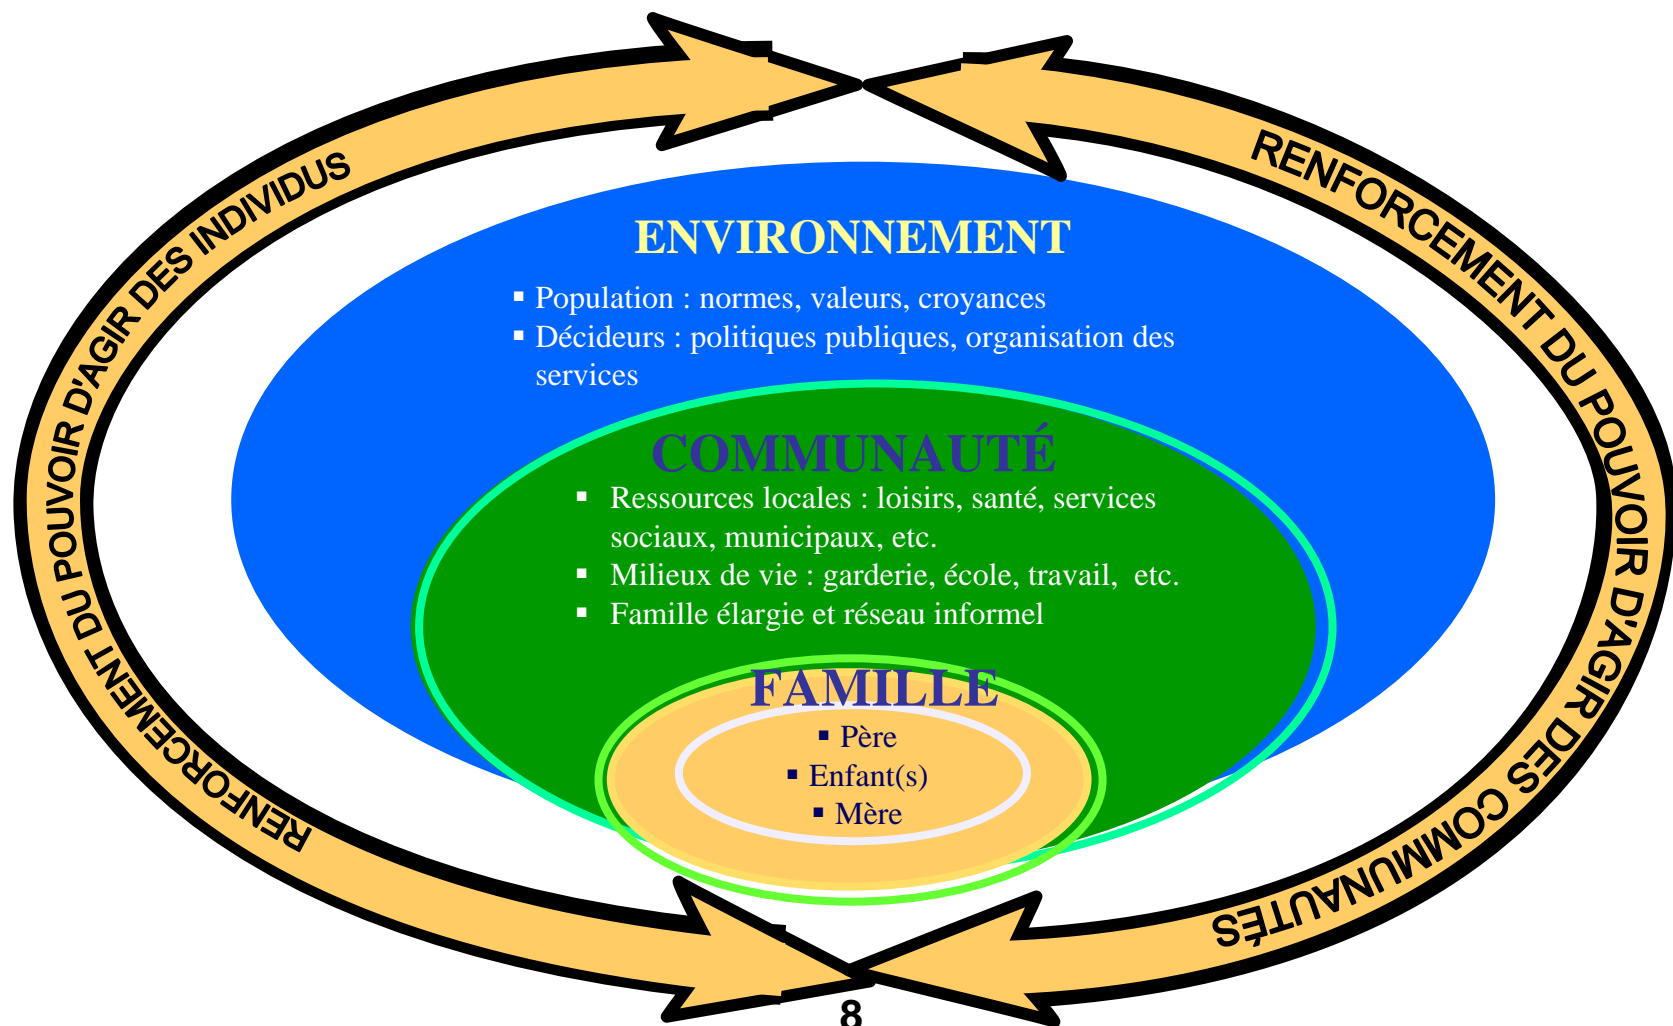 RENFORCEMENT DU POUVOIR D'AGIR DES INDIVIDUS
RENFORCEMENT DU POUVOIR D'AGIR DES COMMUNAUTÉS
ENVIRONNEMENT
▪ Population : normes, valeurs, croyances
▪ Décideurs : politiques publiques, organisation des
services
COMMUNAUTÉ
▪ Ressources locales : loisirs, santé, services
sociaux, municipaux, etc.
▪ Milieux de vie : garderie, école, travail, etc.
▪ Famille élargie et réseau informel
FAMILLE
▪ Père
▪ Enfant(s)
▪ Mère
8